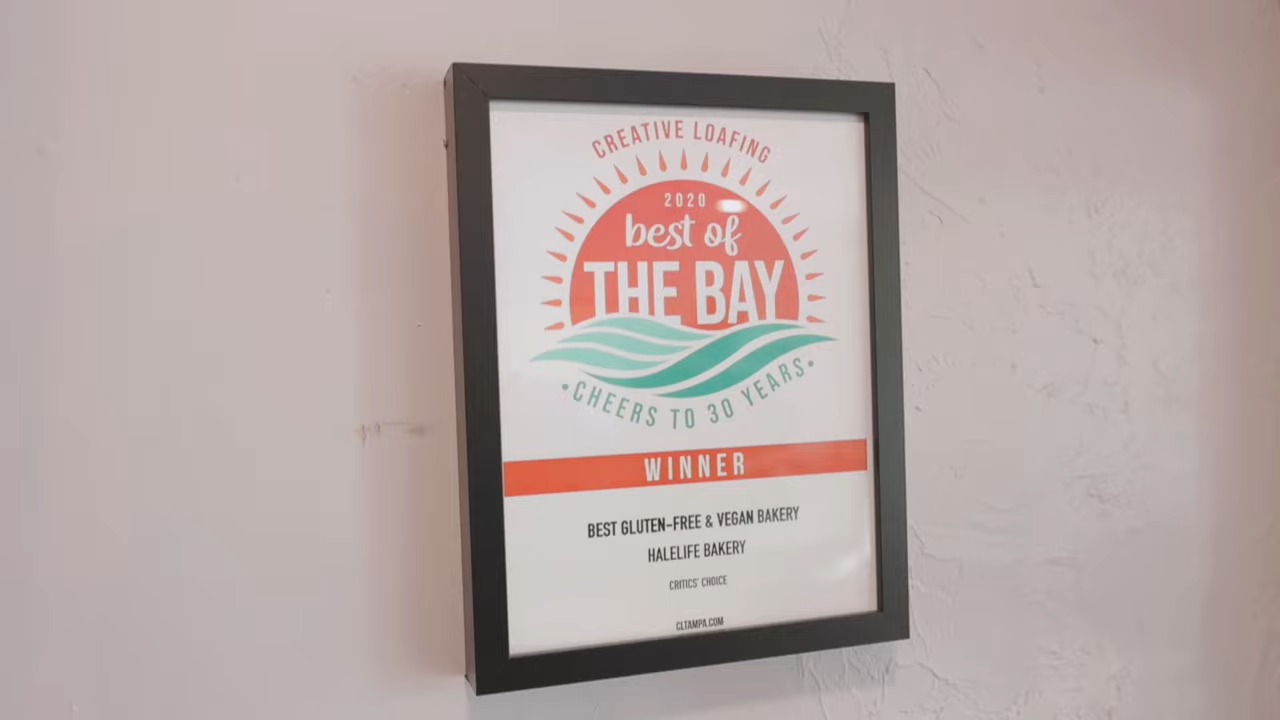 CREATIVE LOAFING
2020
best of
THE BAY
•CHEERS TO 30 YEARS•
WINNER
BEST GLUTEN-FREE & VEGAN BAKERY
HALELIFE BAKERY
CRITICS' CHOICE
CLTAMPA.COM